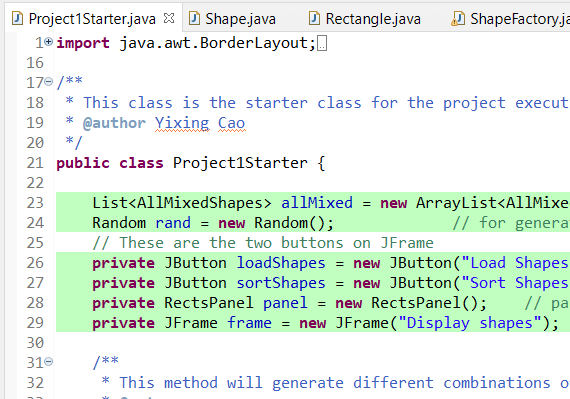 Project1Starter.java Shape.java Rectangle.java ShapeFactory.ja
1 import java.awt.BorderLayout;
16
17 /**
18 * This class is the starter class for the project execut
19 * @author Yixing Cao
20 */
21 public class Project1Starter {
22
23 List<AllMixedShapes> allMixed = new ArrayList<AllMixe
24 Random rand = new Random(); // for genera
25 // These are the two buttons on JFrame
26 private JButton loadShapes = new JButton("Load Shapes
27 private JButton sortShapes = new JButton("Sort Shapes
28 private RectsPanel panel = new RectsPanel(); // pa
29 private JFrame frame = new JFrame("Display shapes");
30
31 /**
32 * This method will generate different combinations o